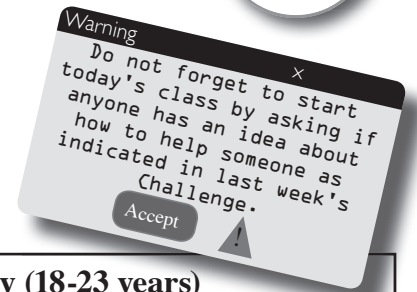 Warning
X
Do not forget to start
today's class by asking if
anyone has an idea about
how to help someone as
indicated in last week's
Challenge.
Accept
!
y (18-23 years)